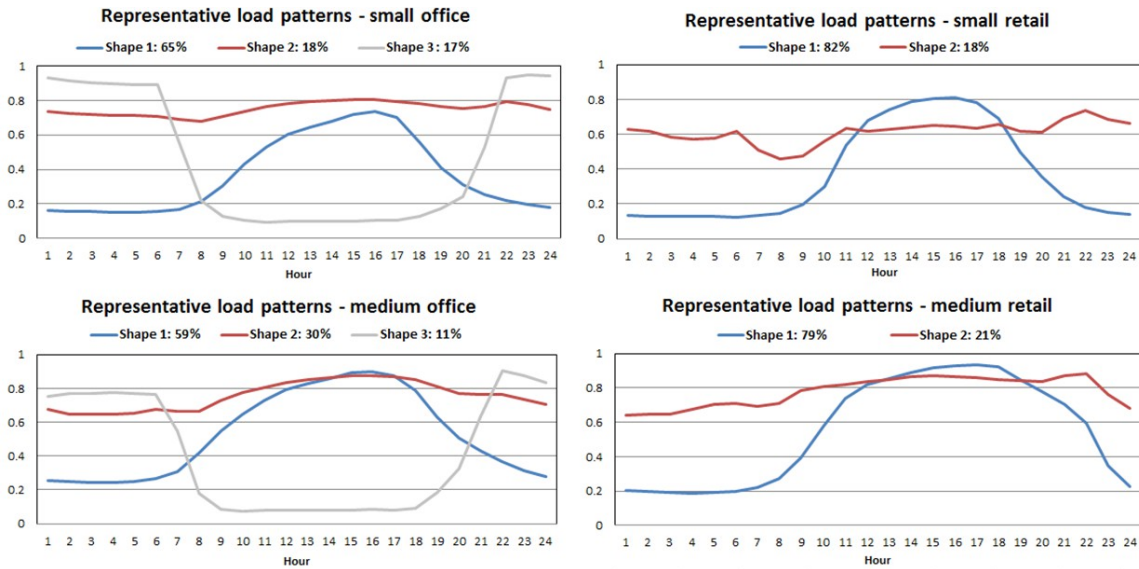 Representative load patterns - small office
Shape 1: 65% Shape 2: 18% Shape 3: 17%
1
0.8
0.6
0.4
0.2
0
1 2 3 4 5 6 7 8 9 10 11 12 13 14 15 16 17 18 19 20 21 22 23 24
Hour
Representative load patterns - small retail
Shape 1: 82% Shape 2: 18%
1
0.8
0.6
0.4
0.2
0
1 2 3 4 5 6 7 8 9 10 11 12 13 14 15 16 17 18 19 20 21 22 23 24
Hour
Representative load patterns - medium office
Shape 1: 59% Shape 2: 30% Shape 3: 11%
1
0.8
0.6
0.4
0.2
0
1 2 3 4 5 6 7 8 9 10 11 12 13 14 15 16 17 18 19 20 21 22 23 24
Hour
Representative load patterns - medium retail
Shape 1: 79% Shape 2: 21%
1
0.8
0.6
0.4
0.2
0
1 2 3 4 5 6 7 8 9 10 11 12 13 14 15 16 17 18 19 20 21 22 23 24
Hour